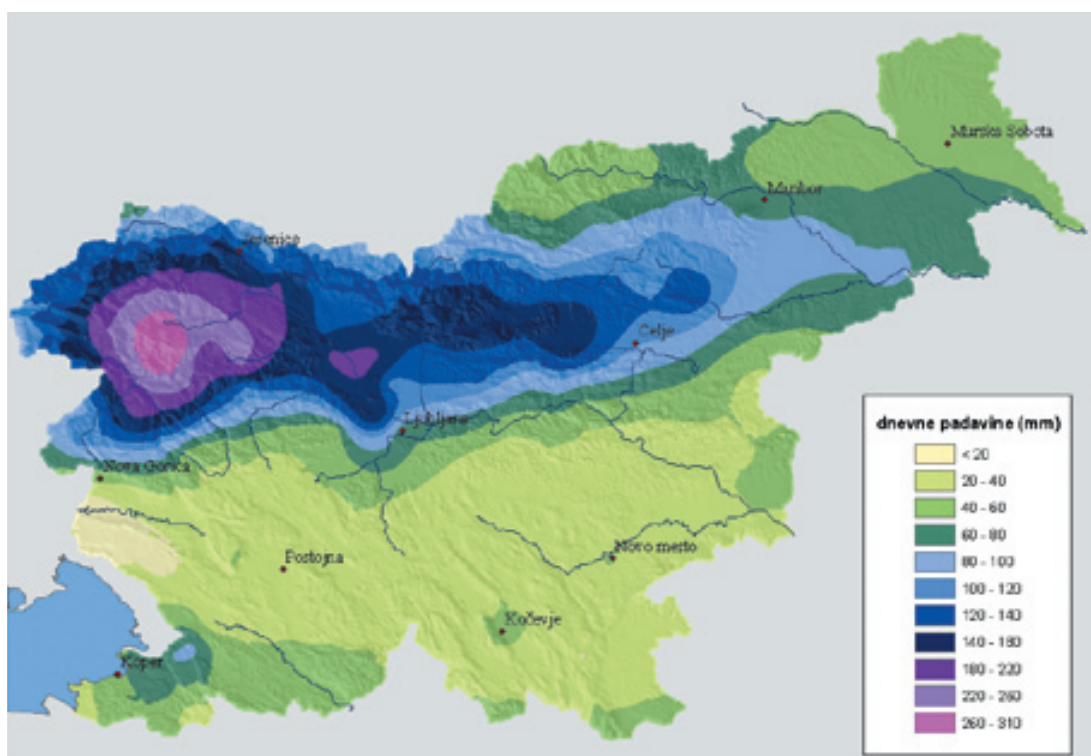 Murska Sobota
Maribor
Jesenice
Celje
Ljubljana
Nova Gorica
Postojna
Novo mesto
Kočevje
Koper
dnevne padavine (mm)
< 20
20 - 40
40 - 60
60 - 80
80 - 100
100 - 120
120 - 140
140 - 180
180 - 220
220 - 260
260 - 310